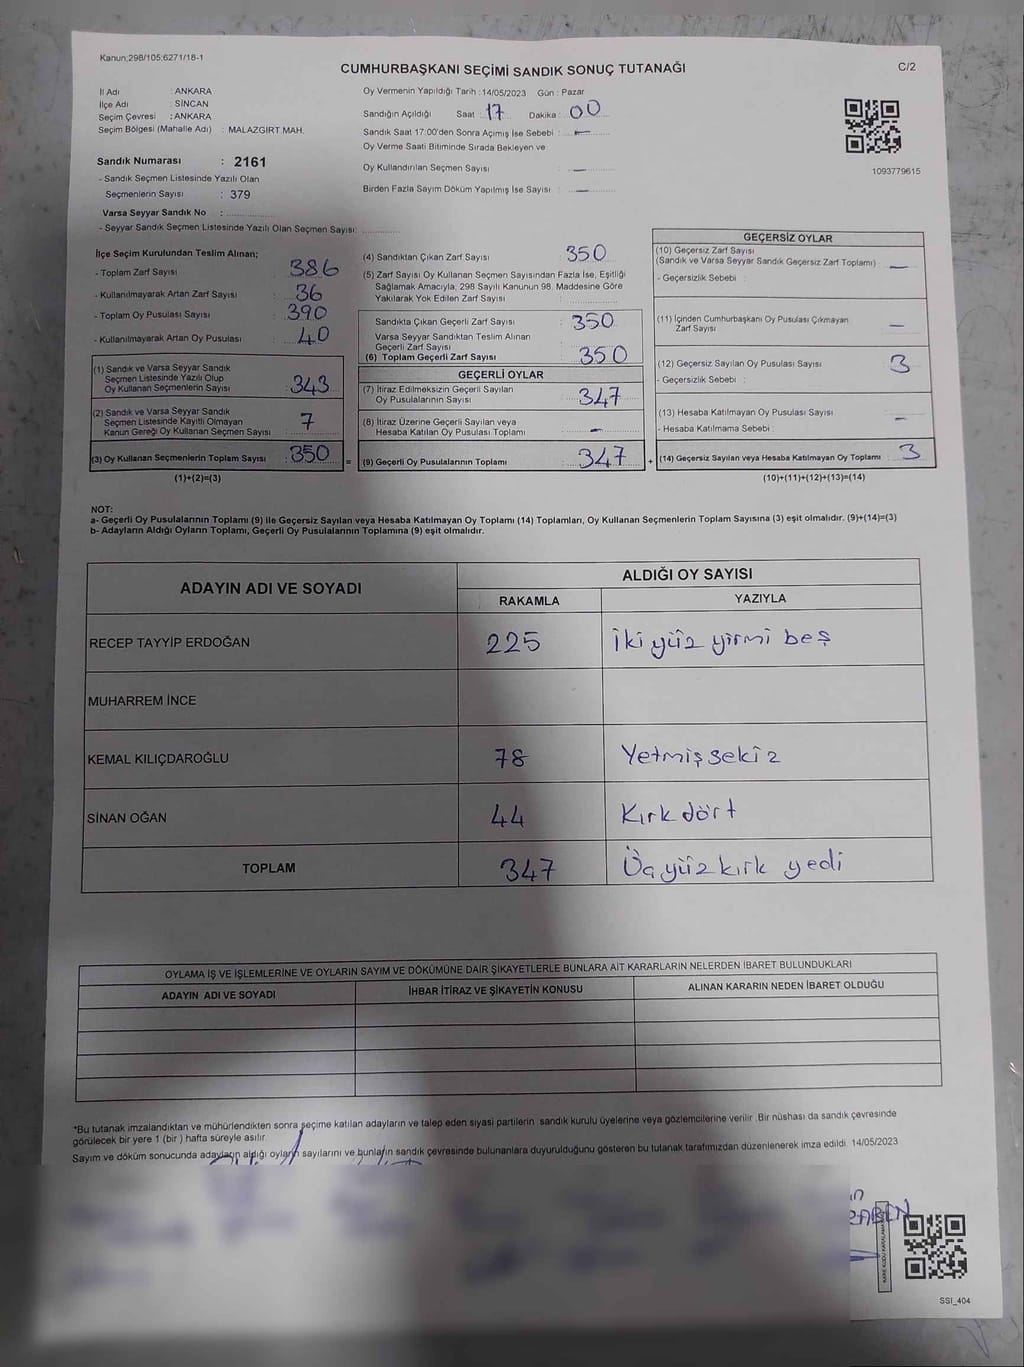 Kanun;298/105;6271/18-1
CUMHURBAŞKANI SEÇİMİ SANDIK SONUÇ TUTANAĞI
C/2
İl Adı : ANKARA
İlçe Adı : SİNCAN
Seçim Çevresi : ANKARA
Seçim Bölgesi (Mahalle Adı) : MALAZGİRT MAH.
Sandık Numarası : 2161
- Sandık Seçmen Listesinde Yazılı Olan
Seçmenlerin Sayısı : 379
Varsa Seyyar Sandık No :
- Seyyar Sandık Seçmen Listesinde Yazılı Olan Seçmen Sayısı:
Oy Vermenin Yapıldığı Tarih : 14/05/2023 Gün : Pazar
Sandığın Açıldığı Saat : 17 Dakika : 00
Sandık Saat 17:00'den Sonra Açımış İse Sebebi : —
Oy Verme Saati Bitiminde Sırada Bekleyen ve
Oy Kullandırılan Seçmen Sayısı : —
Birden Fazla Sayım Döküm Yapılmış İse Sayısı : —
1093779615
İlçe Seçim Kurulundan Teslim Alınan;
- Toplam Zarf Sayısı : 386
- Kullanılmayarak Artan Zarf Sayısı : 36
- Toplam Oy Pusulası Sayısı : 390
- Kullanılmayarak Artan Oy Pusulası : 40
(1) Sandık ve Varsa Seyyar Sandık
Seçmen Listesinde Yazılı Olup
Oy Kullanan Seçmenlerin Sayısı : 343
(2) Sandık ve Varsa Seyyar Sandık
Seçmen Listesinde Kayıtlı Olmayan
Kanun Gereği Oy Kullanan Seçmen Sayısı : 7
(3) Oy Kullanan Seçmenlerin Toplam Sayısı : 350
(1)+(2)=(3)
(4) Sandıktan Çıkan Zarf Sayısı : 350
(5) Zarf Sayısı Oy Kullanan Seçmen Sayısından Fazla İse, Eşitliği
Sağlamak Amacıyla; 298 Sayılı Kanunun 98. Maddesine Göre
Yakılarak Yok Edilen Zarf Sayısı :
Sandıkta Çıkan Geçerli Zarf Sayısı : 350
Varsa Seyyar Sandıktan Teslim Alınan
Geçerli Zarf Sayısı :
(6) Toplam Geçerli Zarf Sayısı : 350
GEÇERLİ OYLAR
(7) İtiraz Edilmeksizin Geçerli Sayılan
Oy Pusulalarının Sayısı : 347
(8) İtiraz Üzerine Geçerli Sayılan veya
Hesaba Katılan Oy Pusulası Toplamı : —
= (9) Geçerli Oy Pusulalarının Toplamı : 347
GEÇERSİZ OYLAR
(10) Geçersiz Zarf Sayısı
(Sandık ve Varsa Seyyar Sandık Geçersiz Zarf Toplamı) : —
- Geçersizlik Sebebi :
(11) İçinden Cumhurbaşkanı Oy Pusulası Çıkmayan
Zarf Sayısı : —
(12) Geçersiz Sayılan Oy Pusulası Sayısı : 3
- Geçersizlik Sebebi :
(13) Hesaba Katılmayan Oy Pusulası Sayısı : —
- Hesaba Katılmama Sebebi :
+ (14) Geçersiz Sayılan veya Hesaba Katılmayan Oy Toplamı : 3
(10)+(11)+(12)+(13)=(14)
NOT:
a- Geçerli Oy Pusulalarının Toplamı (9) ile Geçersiz Sayılan veya Hesaba Katılmayan Oy Toplamı (14) Toplamları, Oy Kullanan Seçmenlerin Toplam Sayısına (3) eşit olmalıdır. (9)+(14)=(3)
b- Adayların Aldığı Oyların Toplamı, Geçerli Oy Pusulalarının Toplamına (9) eşit olmalıdır.
ADAYIN ADI VE SOYADI
ALDIĞI OY SAYISI
RAKAMLA YAZIYLA
RECEP TAYYİP ERDOĞAN 225 İki yüz yirmi beş
MUHARREM İNCE
KEMAL KILIÇDAROĞLU 78 Yetmiş sekiz
SİNAN OĞAN 44 Kırk dört
TOPLAM 347 Üç yüz kırk yedi
OYLAMA İŞ VE İŞLEMLERİNE VE OYLARIN SAYIM VE DÖKÜMÜNE DAİR ŞİKAYETLERLE BUNLARA AİT KARARLARIN NELERDEN İBARET BULUNDUKLARI
ADAYIN ADI VE SOYADI İHBAR İTİRAZ VE ŞİKAYETİN KONUSU ALINAN KARARIN NEDEN İBARET OLDUĞU
*Bu tutanak imzalandıktan ve mühürlendikten sonra seçime katılan adayların ve talep eden siyasi partilerin sandık kurulu üyelerine veya gözlemcilerine verilir. Bir nüshası da sandık çevresinde
görülecek bir yere 1 (bir ) hafta süreyle asılır.
Sayım ve döküm sonucunda adayların aldığı oyların sayılarını ve bunların sandık çevresinde bulunanlara duyurulduğunu gösteren bu tutanak tarafımızdan düzenlenerek imza edildi. 14/05/2023
SSI_404